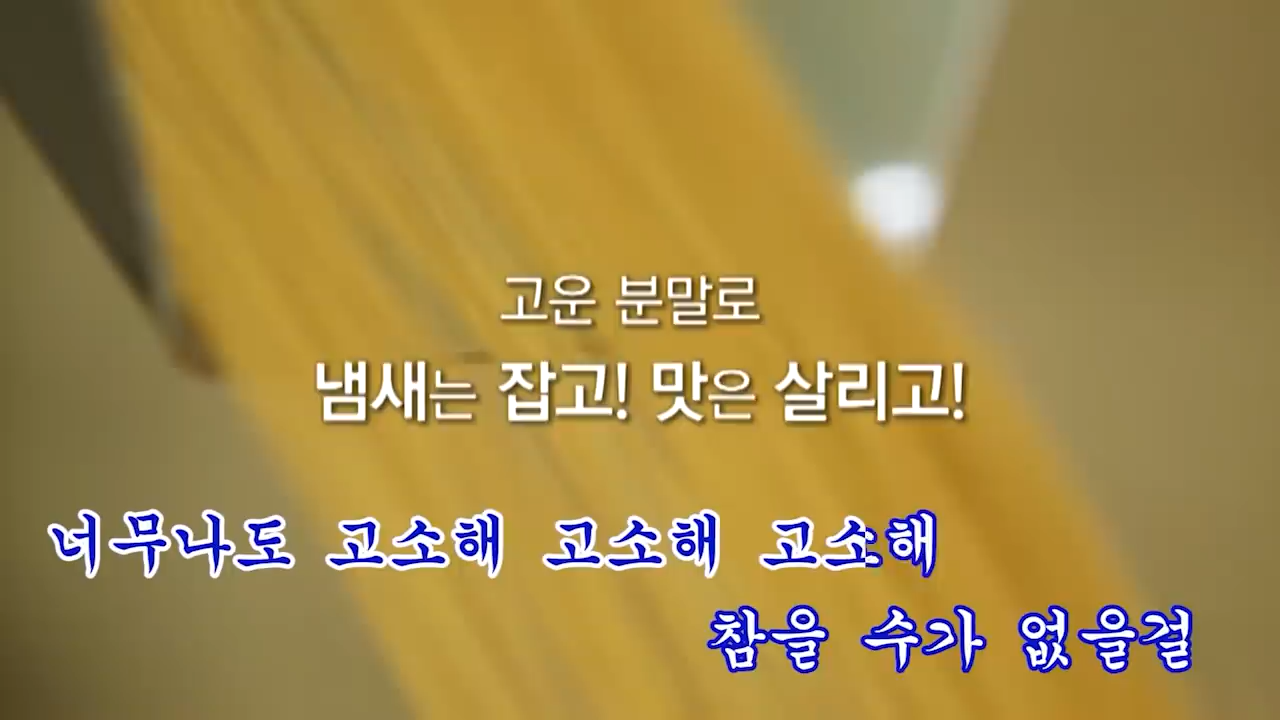 고운 분말로
냄새는 잡고! 맛은 살리고!
너무나도 고소해 고소해 고소해
참을 수가 없을걸